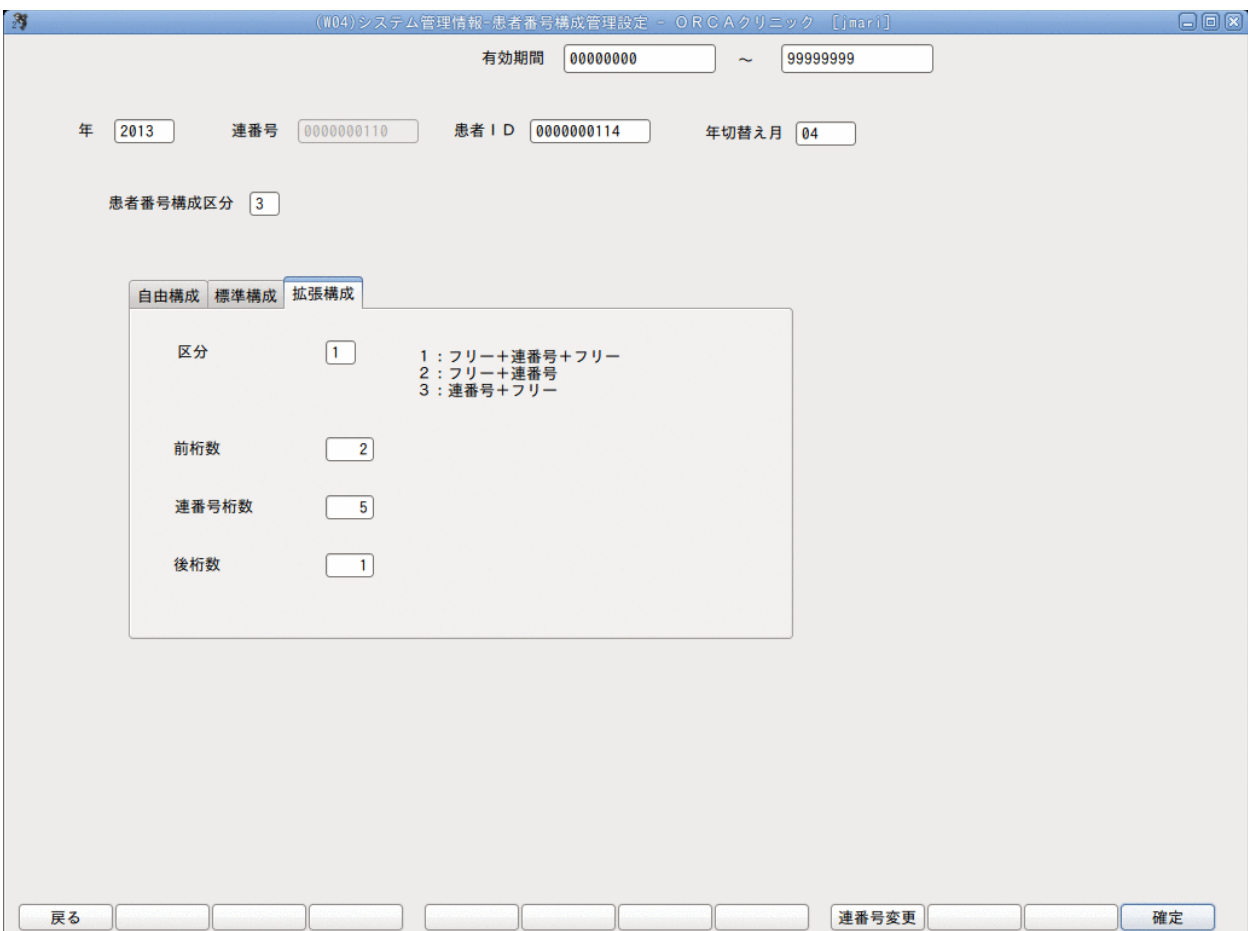 (W04)システム管理情報-患者番号構成管理設定 - ＯＲＣＡクリニック [jmari]
有効期間 00000000 ～ 99999999
年 2013 連番号 0000000110 患者ＩＤ 0000000114 年切替え月 04
患者番号構成区分 3
自由構成 標準構成 拡張構成
区分 1 １：フリー＋連番号＋フリー
２：フリー＋連番号
３：連番号＋フリー
前桁数 2
連番号桁数 5
後桁数 1
戻る 連番号変更 確定